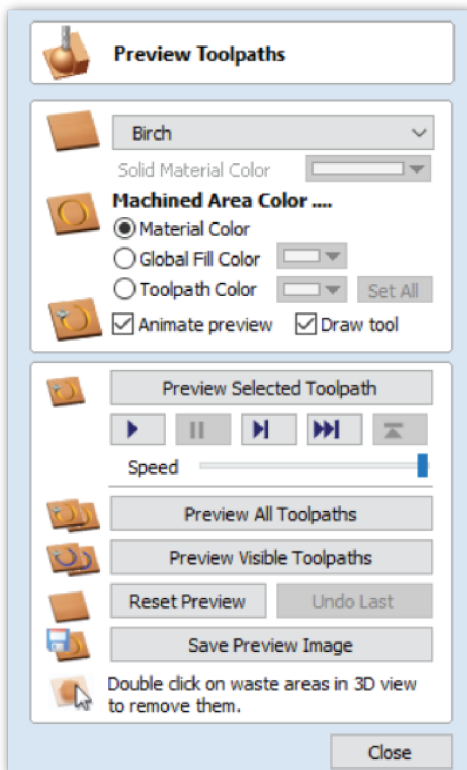 Preview Toolpaths
Birch
Solid Material Color
Machined Area Color ....
Material Color
Global Fill Color
Toolpath Color
Set All
Animate preview
Draw tool
Preview Selected Toolpath
Speed
Preview All Toolpaths
Preview Visible Toolpaths
Reset Preview
Undo Last
Save Preview Image
Double click on waste areas in 3D view
to remove them.
Close